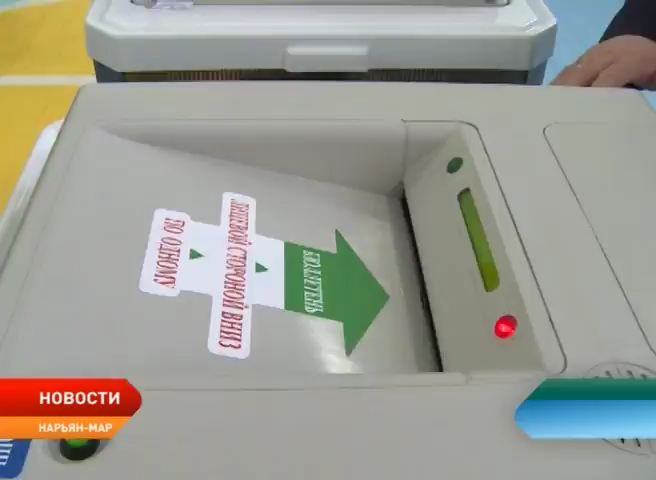 ПО ОДНОМУ
ЛИЦЕВОЙ СТОРОНОЙ ВНИЗ
БЮЛЛЕТЕНЬ
НОВОСТИ
НАРЬЯН-МАР